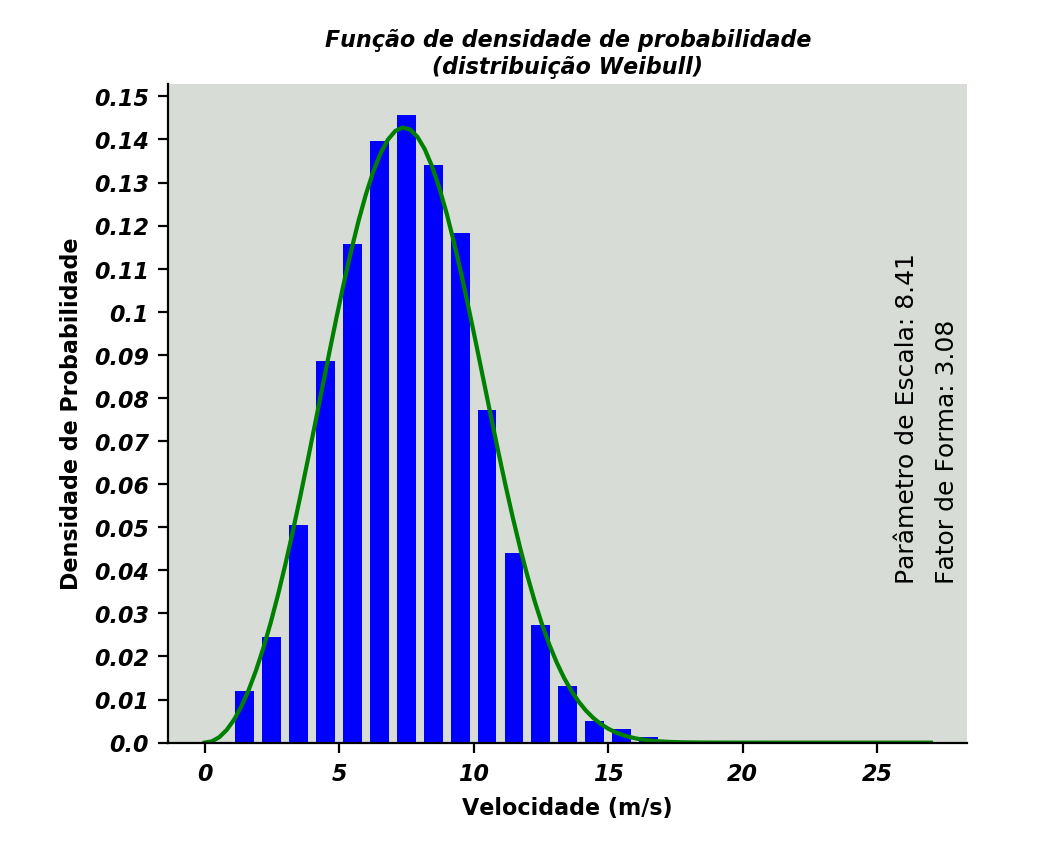 Função de densidade de probabilidade
(distribuição Weibull)
Densidade de Probabilidade
0.15
0.14
0.13
0.12
0.11
0.1
0.09
0.08
0.07
0.06
0.05
0.04
0.03
0.02
0.01
0.0
0 5 10 15 20 25
Velocidade (m/s)
Parâmetro de Escala: 8.41
Fator de Forma: 3.08